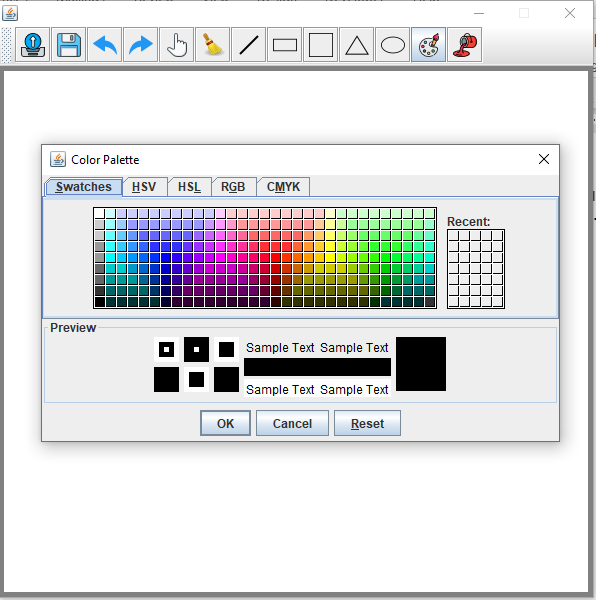 Color Palette
Swatches HSV HSL RGB CMYK
Recent:
Preview
Sample Text Sample Text
Sample Text Sample Text
OK Cancel Reset